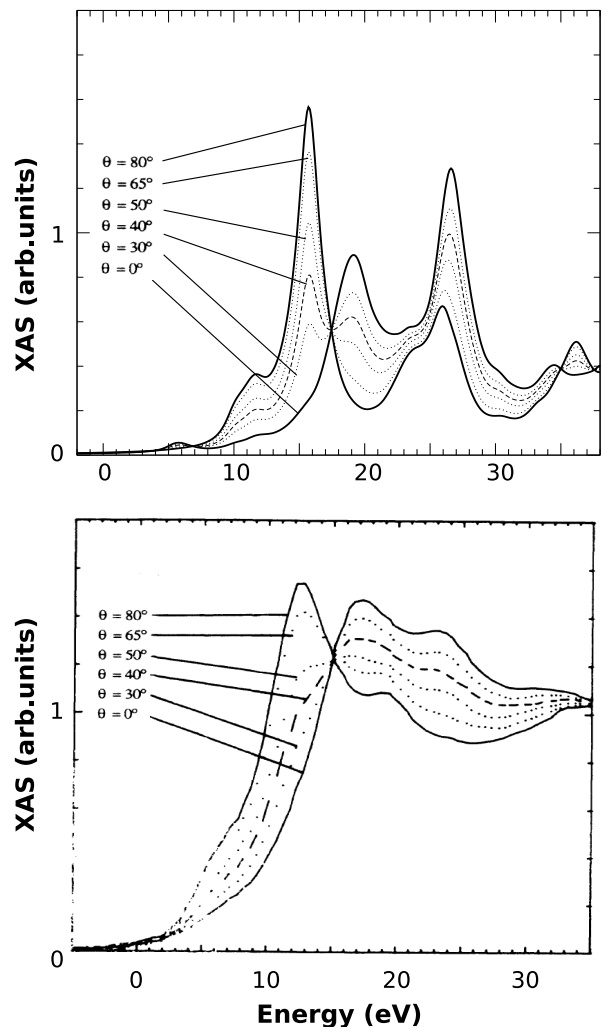 XAS (arb.units)
1
0
θ = 80°
θ = 65°
θ = 50°
θ = 40°
θ = 30°
θ = 0°
0 10 20 30
XAS (arb.units)
1
0
θ = 80°
θ = 65°
θ = 50°
θ = 40°
θ = 30°
θ = 0°
0 10 20 30
Energy (eV)